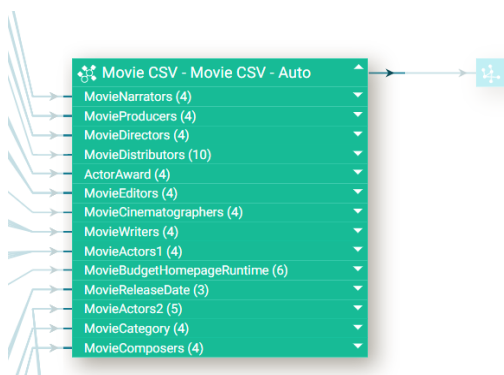 Movie CSV - Movie CSV - Auto
MovieNarrators (4)
MovieProducers (4)
MovieDirectors (4)
MovieDistributors (10)
ActorAward (4)
MovieEditors (4)
MovieCinematographers (4)
MovieWriters (4)
MovieActors1 (4)
MovieBudgetHomepageRuntime (6)
MovieReleaseDate (3)
MovieActors2 (5)
MovieCategory (4)
MovieComposers (4)